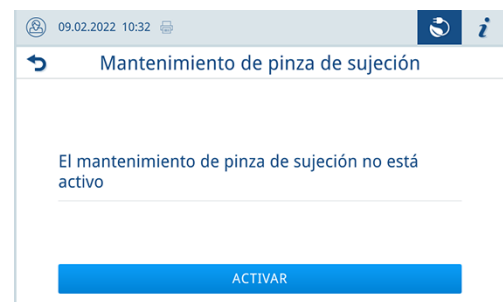 09.02.2022 10:32
i
Mantenimiento de pinza de sujeción
El mantenimiento de pinza de sujeción no está
activo
ACTIVAR